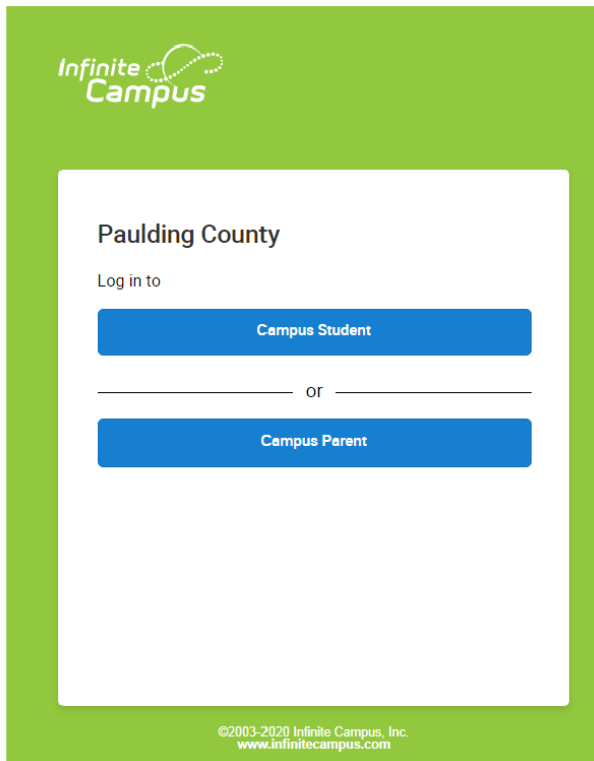 Infinite
Campus
Paulding County
Log in to
Campus Student
or
Campus Parent
©2003-2020 Infinite Campus, Inc.
www.infinitecampus.com